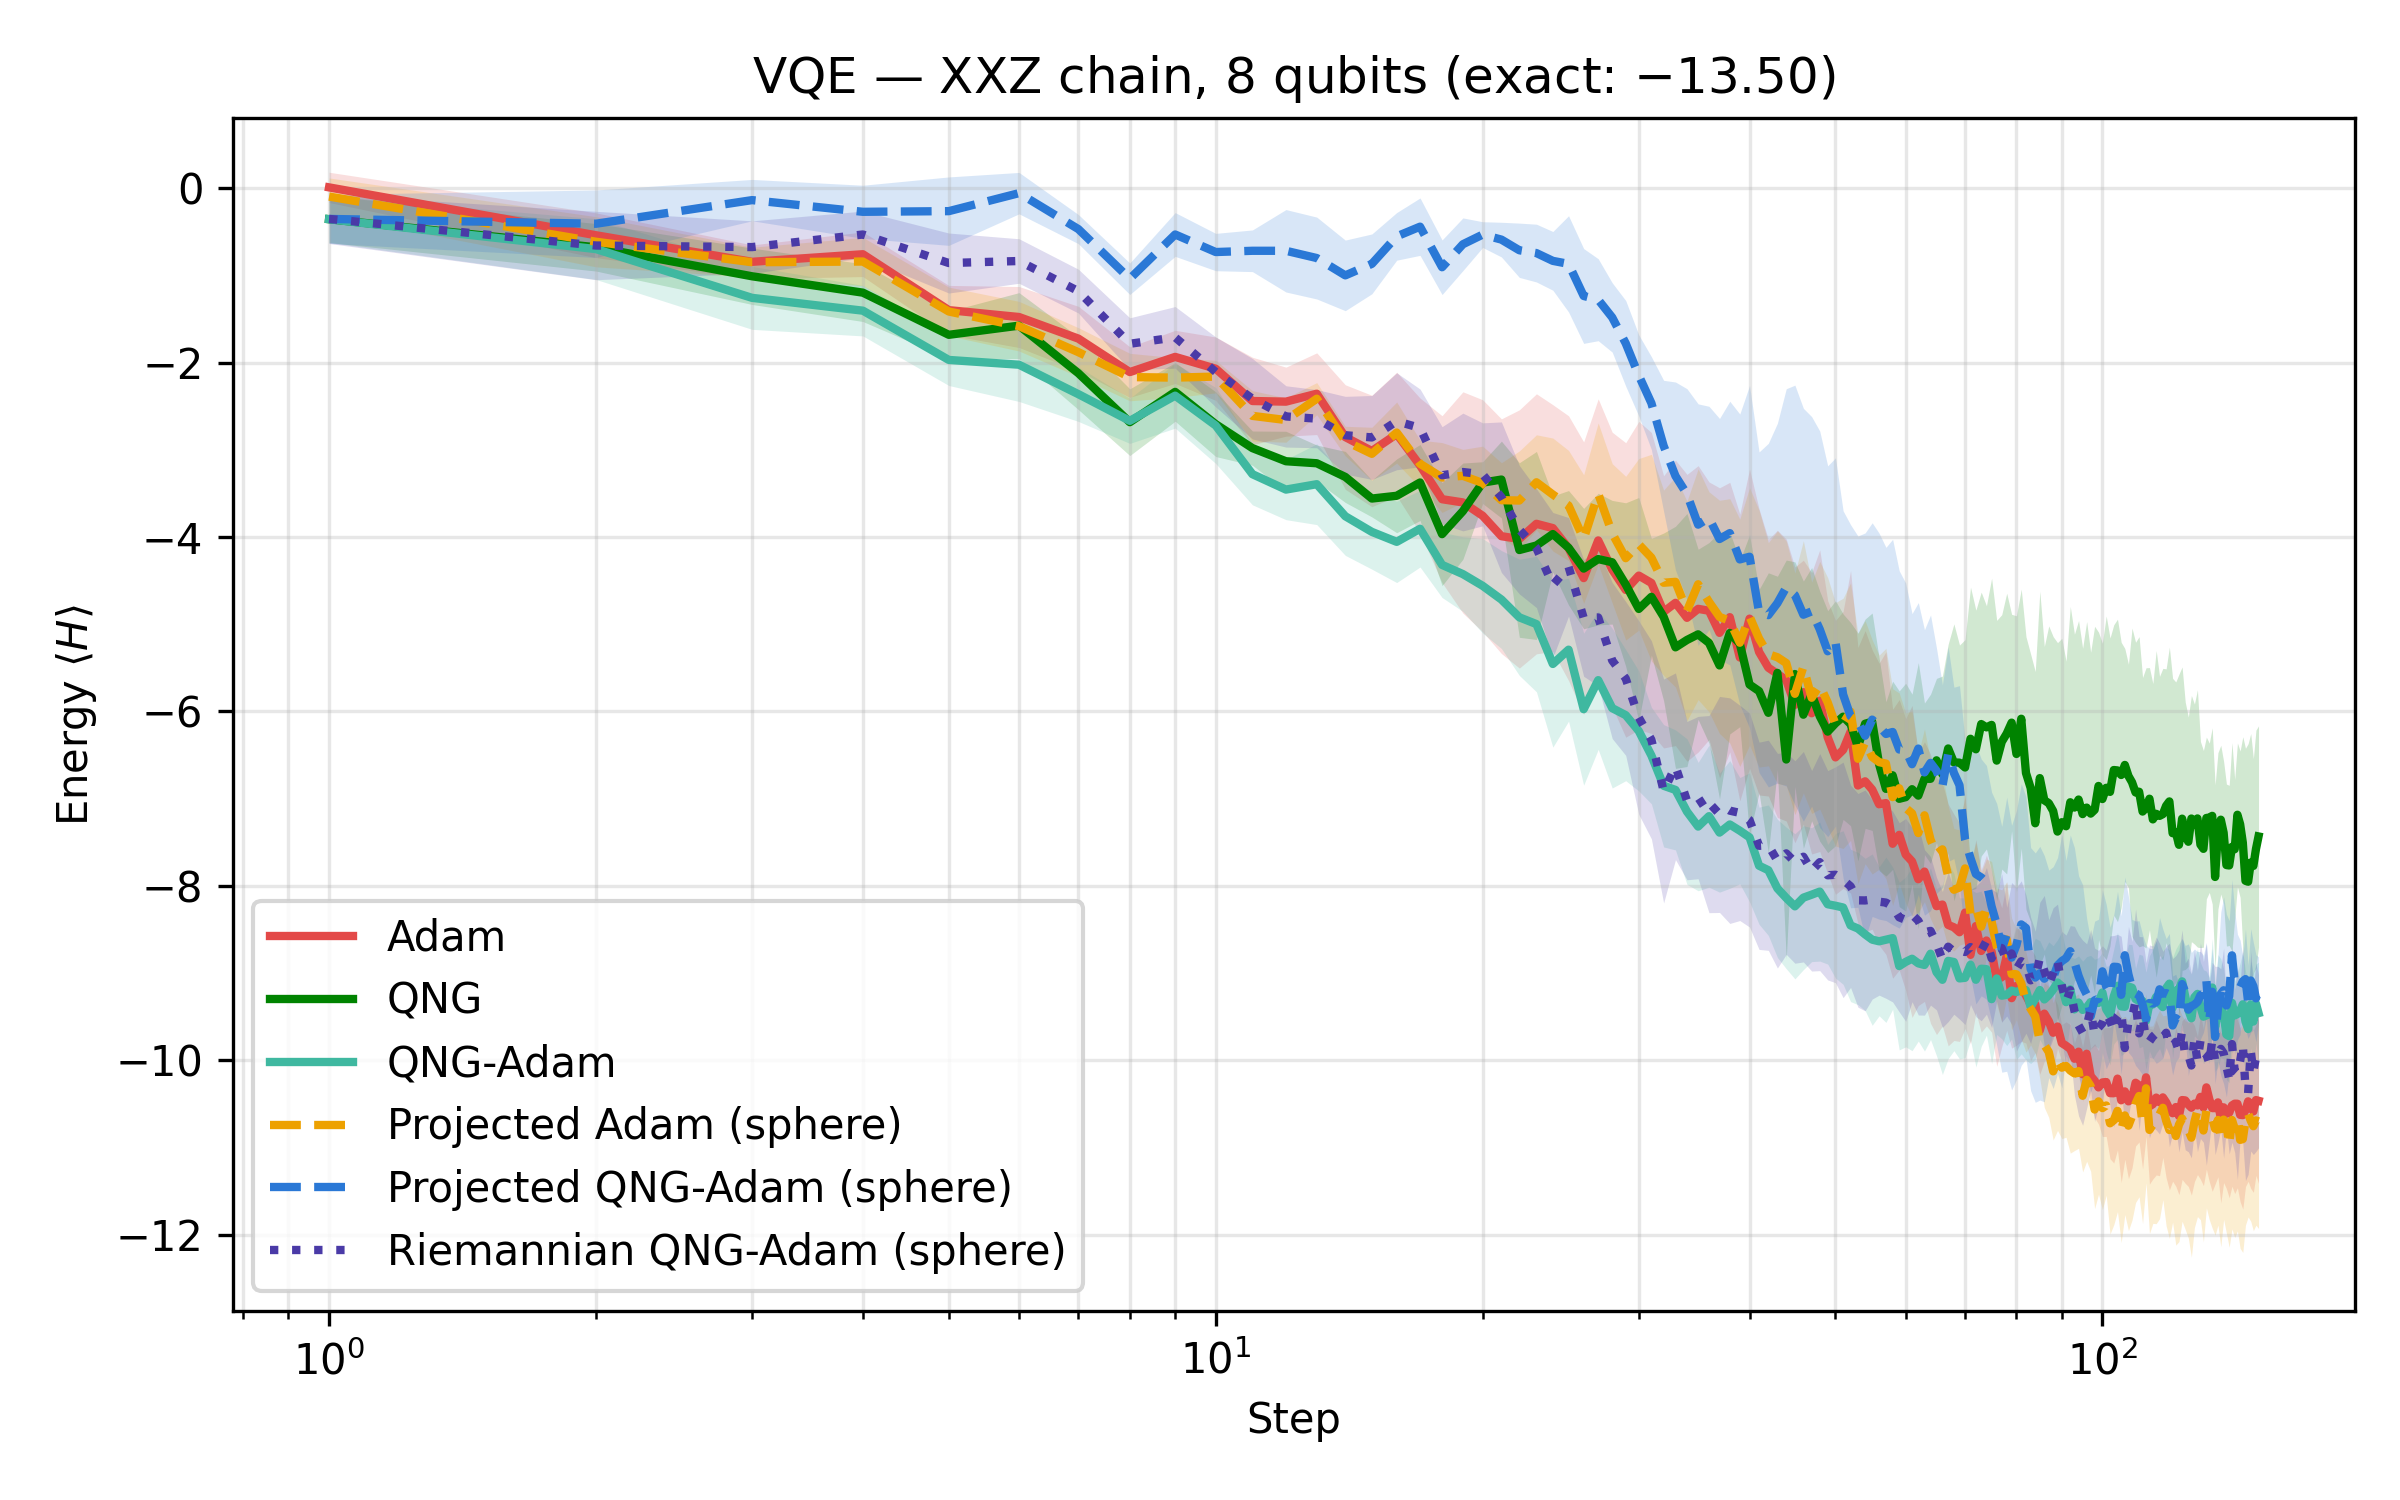 VQE — XXZ chain, 8 qubits (exact: −13.50)
Energy ⟨H⟩
0
−2
−4
−6
−8
−10
−12
Adam
QNG
QNG-Adam
Projected Adam (sphere)
Projected QNG-Adam (sphere)
Riemannian QNG-Adam (sphere)
10⁰ 10¹ 10²
Step